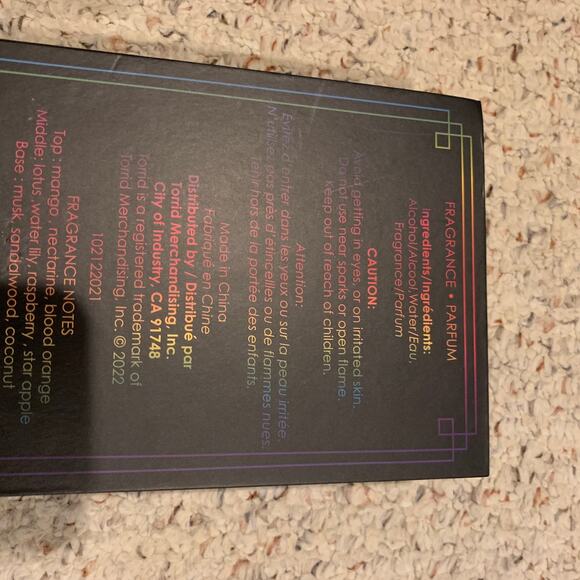 FRAGRANCE • PARFUM
Ingredients/Ingrédients:
Alcohol/Alcool, Water/Eau,
Fragrance/Parfum
CAUTION:
Avoid getting in eyes, or on irritated skin.
Do not use near sparks or open flame.
Keep out of reach of children.
Attention:
Évitez d'entrer dans les yeux ou sur la peau irritée.
N'utilisez pas près d'étincelles ou de flammes nues.
Tenir hors de la portée des enfants.
Made in China
Fabriqué en Chine
Distributed by / Distribué par
Torrid Merchandising, Inc.
City of Industry, CA 91748
Torrid is a registered trademark of
Torrid Merchandising, Inc. © 2022
102122021
FRAGRANCE NOTES
Top : mango, nectarine, blood orange
Middle: lotus ,water lily, raspberry , star apple
Base : musk, sandalwood, coconut